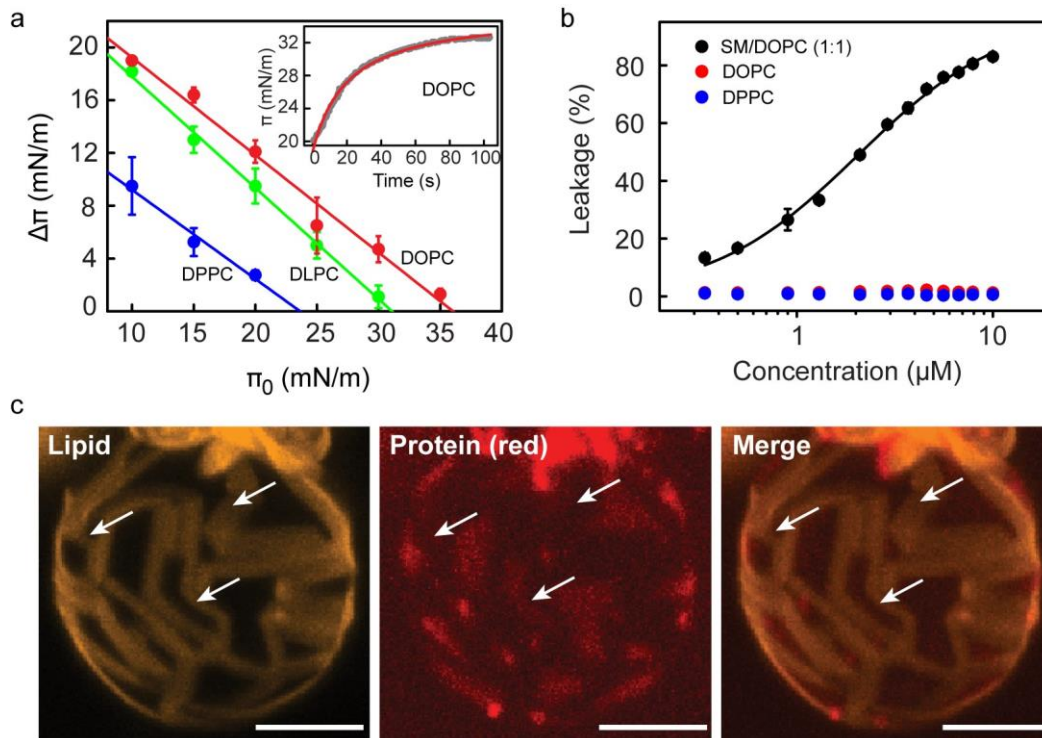 a
20
16
12
8
4
0
Δπ (mN/m)
10
15
20
25
30
35
40
π₀ (mN/m)
DPPC
DLPC
DOPC
32
28
24
20
π (mN/m)
0
20
40
60
80
100
Time (s)
DOPC
b
SM/DOPC (1:1)
DOPC
DPPC
80
60
40
20
0
Leakage (%)
1
10
Concentration (µM)
c
Lipid
Protein (red)
Merge